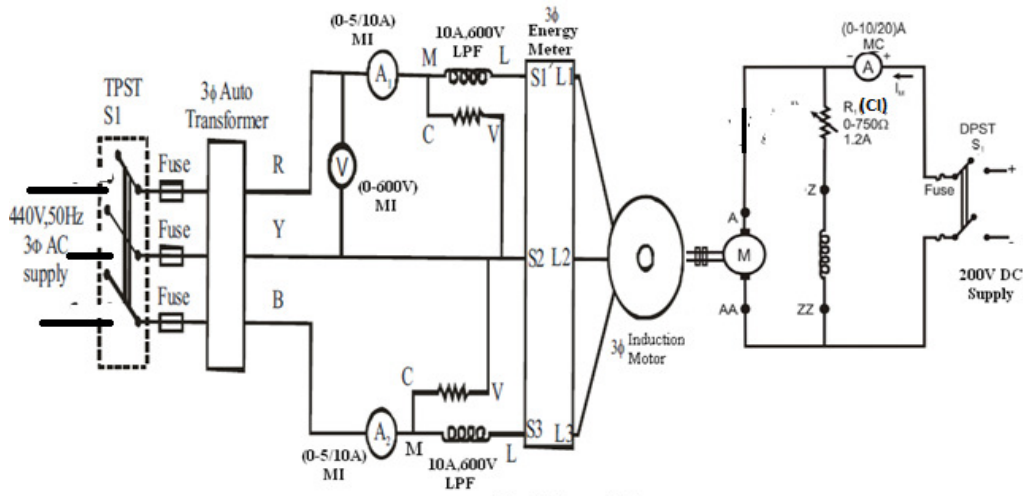 TPST
S1
440V,50Hz
3Φ AC
supply
Fuse
Fuse
Fuse
3ϕ Auto
Transformer
R
Y
B
(0-5/10A)
MI
A1
V
(0-600V)
MI
10A,600V
LPF
M
L
C
V
C
V
M
L
A2
(0-5/10A)
MI
10A,600V
LPF
3ϕ
Energy
Meter
S1
L1
S2
L2
S3
L3
3ϕ Induction
Motor
(0-10/20)A
MC
− +
A
IM
(Cl)
0-750Ω
1.2A
Z
ZZ
A
M
AA
DPST
S1
Fuse
+
-
200V DC
Supply